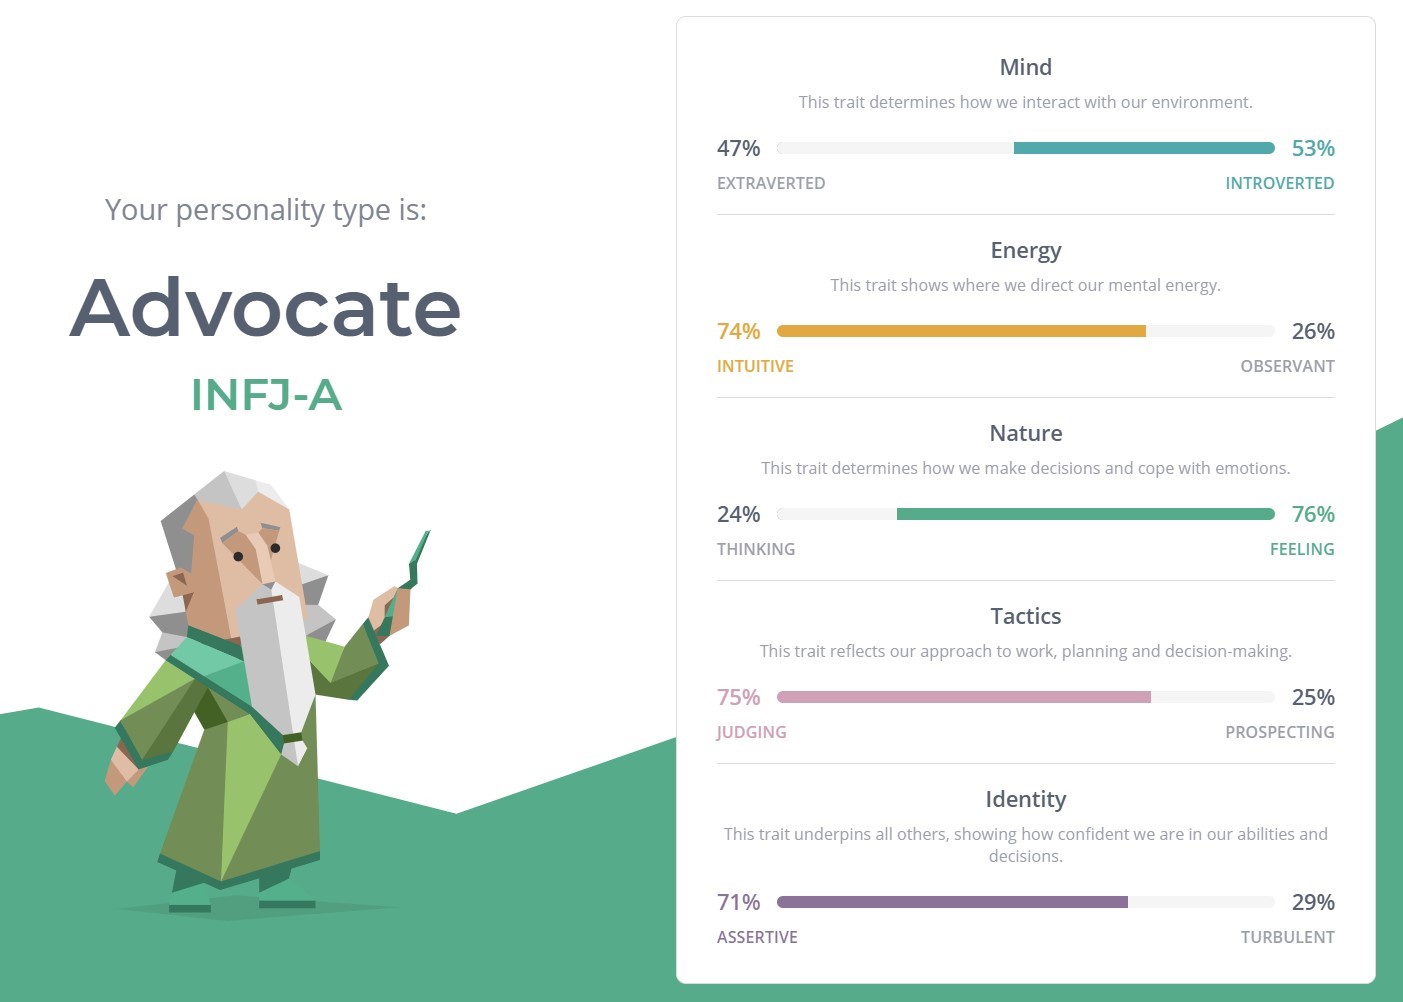 Your personality type is:
Advocate
INFJ-A
Mind
This trait determines how we interact with our environment.
47% 53%
EXTRAVERTED INTROVERTED
Energy
This trait shows where we direct our mental energy.
74% 26%
INTUITIVE OBSERVANT
Nature
This trait determines how we make decisions and cope with emotions.
24% 76%
THINKING FEELING
Tactics
This trait reflects our approach to work, planning and decision-making.
75% 25%
JUDGING PROSPECTING
Identity
This trait underpins all others, showing how confident we are in our abilities and
decisions.
71% 29%
ASSERTIVE TURBULENT